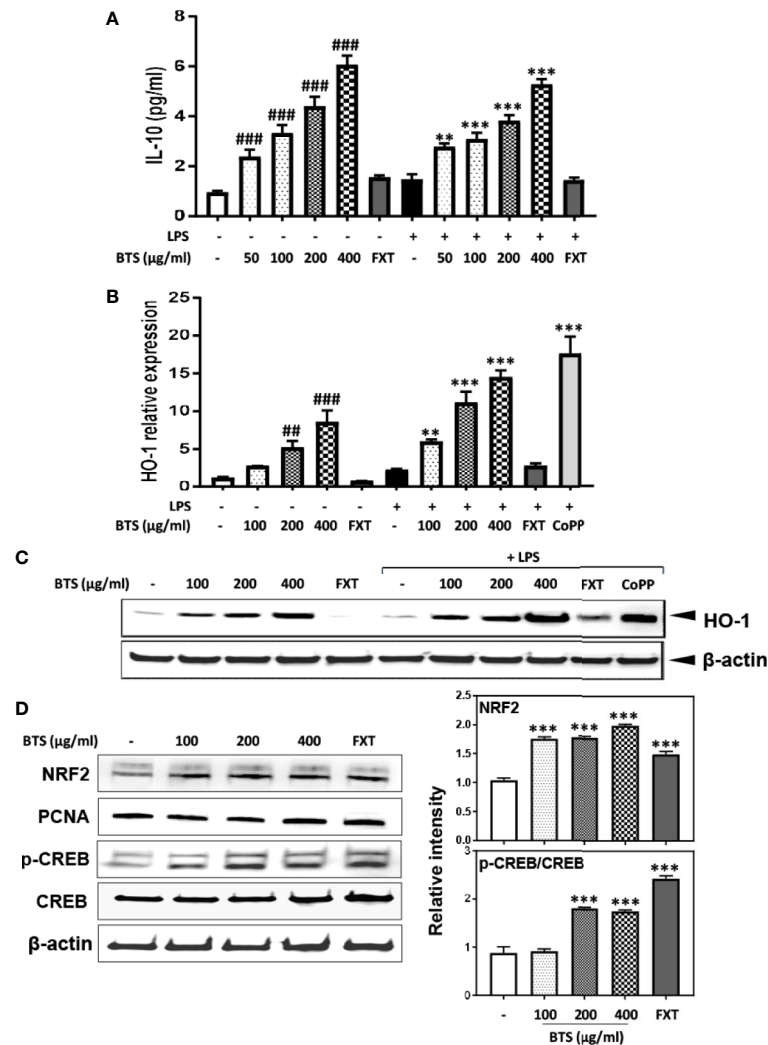 A
IL-10 (pg/ml)
8
6
4
2
0
### ### ### ### ** *** *** ***
LPS - - - - - - + + + + + +
BTS (µg/ml) - 50 100 200 400 FXT - 50 100 200 400 FXT
B
HO-1 relative expression
25
20
15
10
5
0
## ### ** *** *** ***
LPS - - - - - + + + + + +
BTS (µg/ml) - 100 200 400 FXT - 100 200 400 FXT CoPP
C
+ LPS
BTS (µg/ml) - 100 200 400 FXT - 100 200 400 FXT CoPP
HO-1
β-actin
D
BTS (µg/ml) - 100 200 400 FXT
NRF2
PCNA
p-CREB
CREB
β-actin
Relative intensity
NRF2
2.5
2.0
1.5
1.0
0.5
0.0
*** *** *** ***
p-CREB/CREB
3
2
1
0
*** *** ***
- 100 200 400 FXT
BTS (µg/ml)